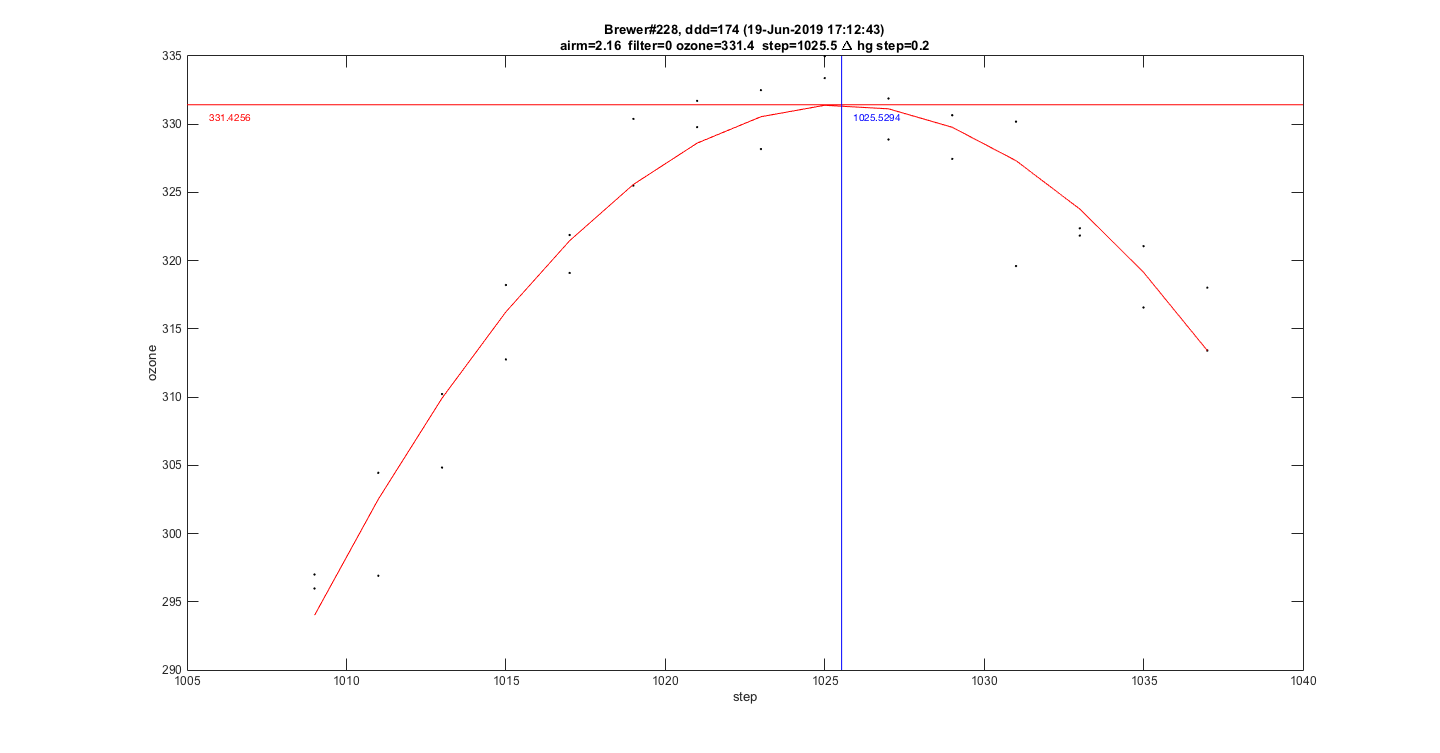 Brewer#228, ddd=174 (19-Jun-2019 17:12:43)
airm=2.16 filter=0 ozone=331.4 step=1025.5 Δ hg step=0.2
335
330
325
320
315
310
305
300
295
290
ozone
331.4256
1025.5294
1005 1010 1015 1020 1025 1030 1035 1040
step